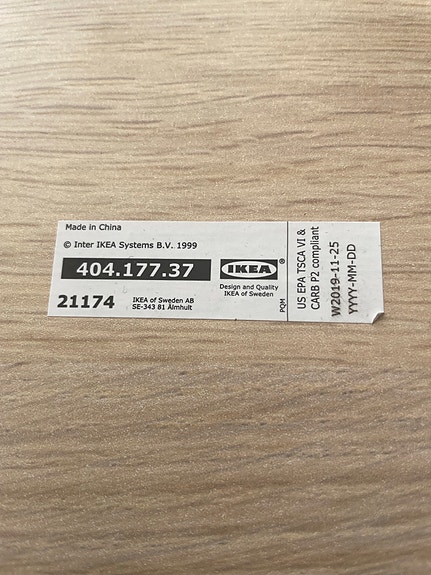 Made in China
© Inter IKEA Systems B.V. 1999
404.177.37
IKEA®
Design and Quality
IKEA of Sweden
21174
IKEA of Sweden AB
SE-343 81 Älmhult
PQM
US EPA TSCA VI &
CARB P2 compliant
W2019-11-25
YYYY-MM-DD